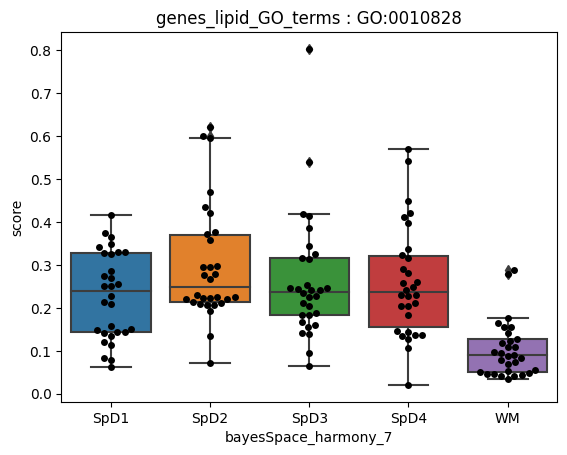 genes_lipid_GO_terms : GO:0010828
score
0.8
0.7
0.6
0.5
0.4
0.3
0.2
0.1
0.0
SpD1 SpD2 SpD3 SpD4 WM
bayesSpace_harmony_7